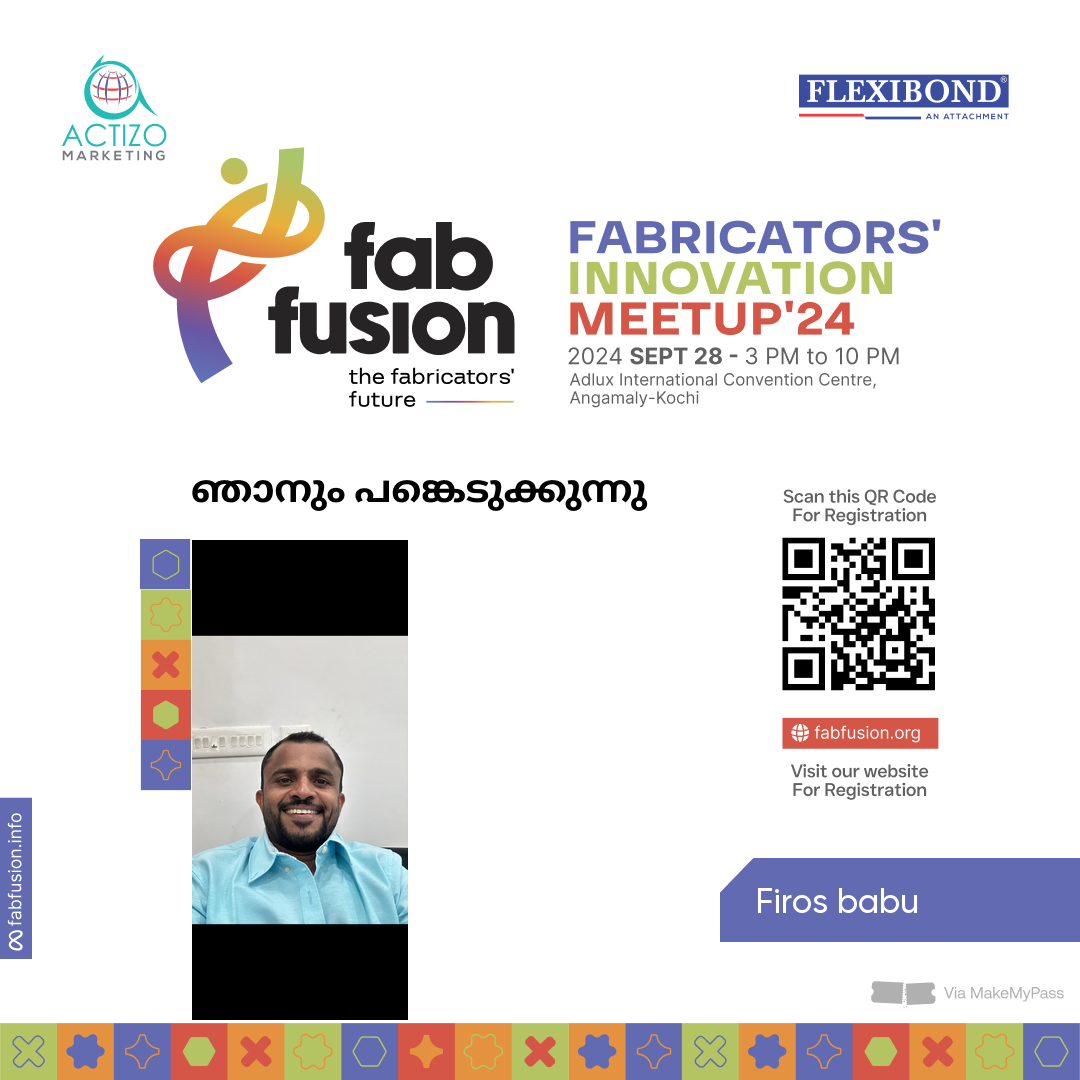 ACTIZO
MARKETING
FLEXIBOND®
AN ATTACHMENT
fab
fusion
the fabricators'
future
FABRICATORS'
INNOVATION
MEETUP'24
2024 SEPT 28 - 3 PM to 10 PM
Adlux International Convention Centre,
Angamaly-Kochi
ഞാനും പങ്കെടുക്കുന്നു
Scan this QR Code
For Registration
fabfusion.org
Visit our website
For Registration
fabfusion.info
Firos babu
Via MakeMyPass